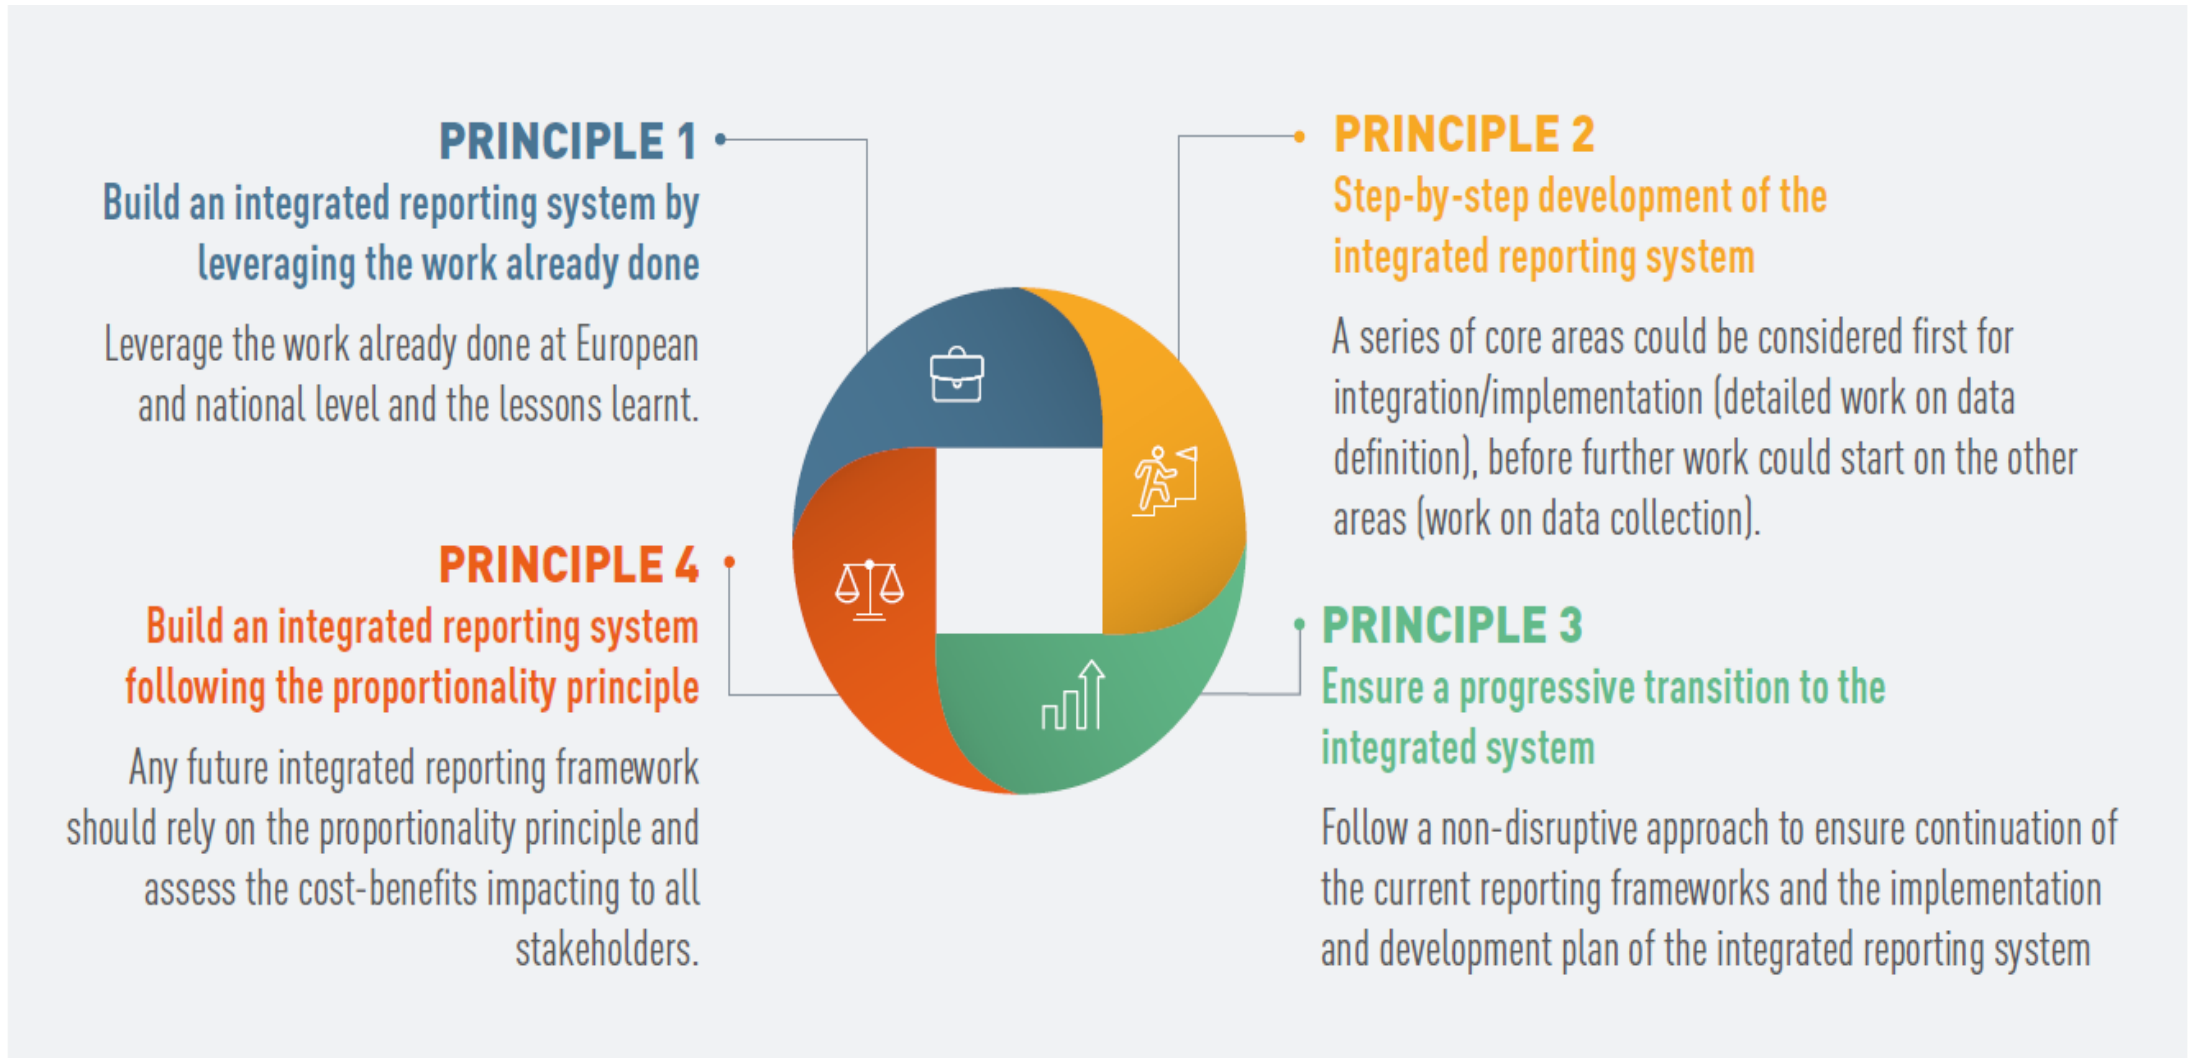 PRINCIPLE 1
Build an integrated reporting system by
leveraging the work already done
Leverage the work already done at European
and national level and the lessons learnt.
PRINCIPLE 2
Step-by-step development of the
integrated reporting system
A series of core areas could be considered first for
integration/implementation (detailed work on data
definition), before further work could start on the other
areas (work on data collection).
PRINCIPLE 3
Ensure a progressive transition to the
integrated system
Follow a non-disruptive approach to ensure continuation of
the current reporting frameworks and the implementation
and development plan of the integrated reporting system
PRINCIPLE 4
Build an integrated reporting system
following the proportionality principle
Any future integrated reporting framework
should rely on the proportionality principle and
assess the cost-benefits impacting to all
stakeholders.